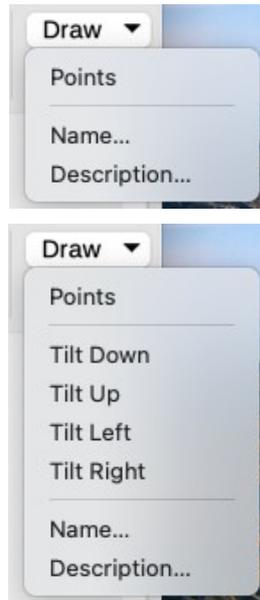 Draw
Points
Name...
Description...
Draw
Points
Tilt Down
Tilt Up
Tilt Left
Tilt Right
Name...
Description...